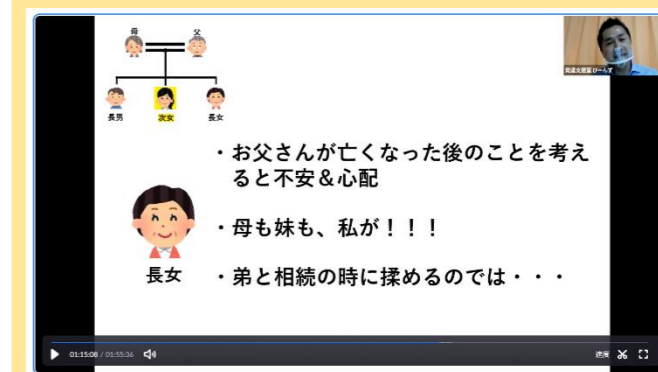 母 父
長男 次女 長女
・お父さんが亡くなった後のことを考え
ると不安＆心配
・母も妹も、私が！！！
長女
・弟と相続の時に揉めるのでは・・・
01:15:08 / 01:55:36
速度